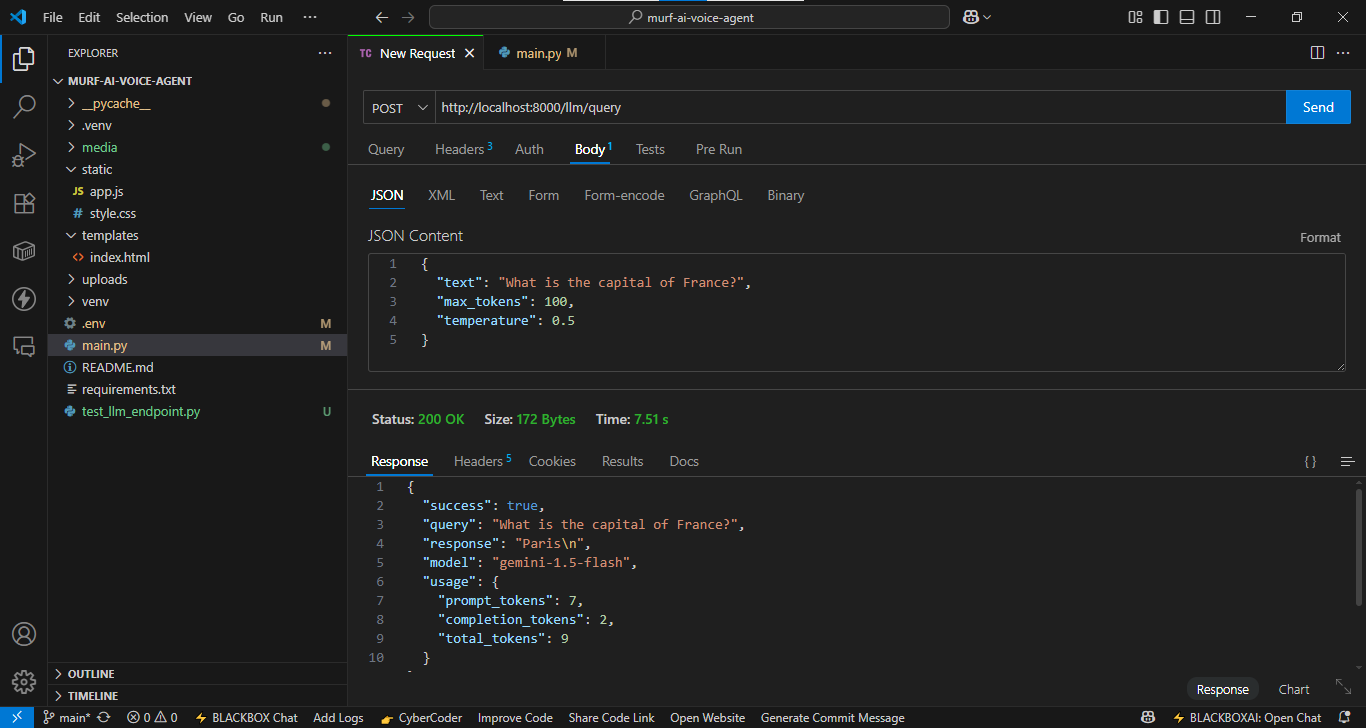 File Edit Selection View Go Run ··· murf-ai-voice-agent
EXPLORER ···
MURF-AI-VOICE-AGENT
__pycache__
.venv
media
static
JS app.js
# style.css
templates
<> index.html
uploads
venv
.env M
main.py M
README.md
requirements.txt
test_llm_endpoint.py U
OUTLINE
TIMELINE
TC New Request main.py M
POST http://localhost:8000/llm/query Send
Query Headers 3 Auth Body 1 Tests Pre Run
JSON XML Text Form Form-encode GraphQL Binary
JSON Content Format
1 {
2 "text": "What is the capital of France?",
3 "max_tokens": 100,
4 "temperature": 0.5
5 }
Status: 200 OK Size: 172 Bytes Time: 7.51 s
Response Headers 5 Cookies Results Docs { }
1 {
2 "success": true,
3 "query": "What is the capital of France?",
4 "response": "Paris\n",
5 "model": "gemini-1.5-flash",
6 "usage": {
7 "prompt_tokens": 7,
8 "completion_tokens": 2,
9 "total_tokens": 9
10 }
Response Chart
main* 0 0 BLACKBOX Chat Add Logs CyberCoder Improve Code Share Code Link Open Website Generate Commit Message BLACKBOXAI: Open Chat